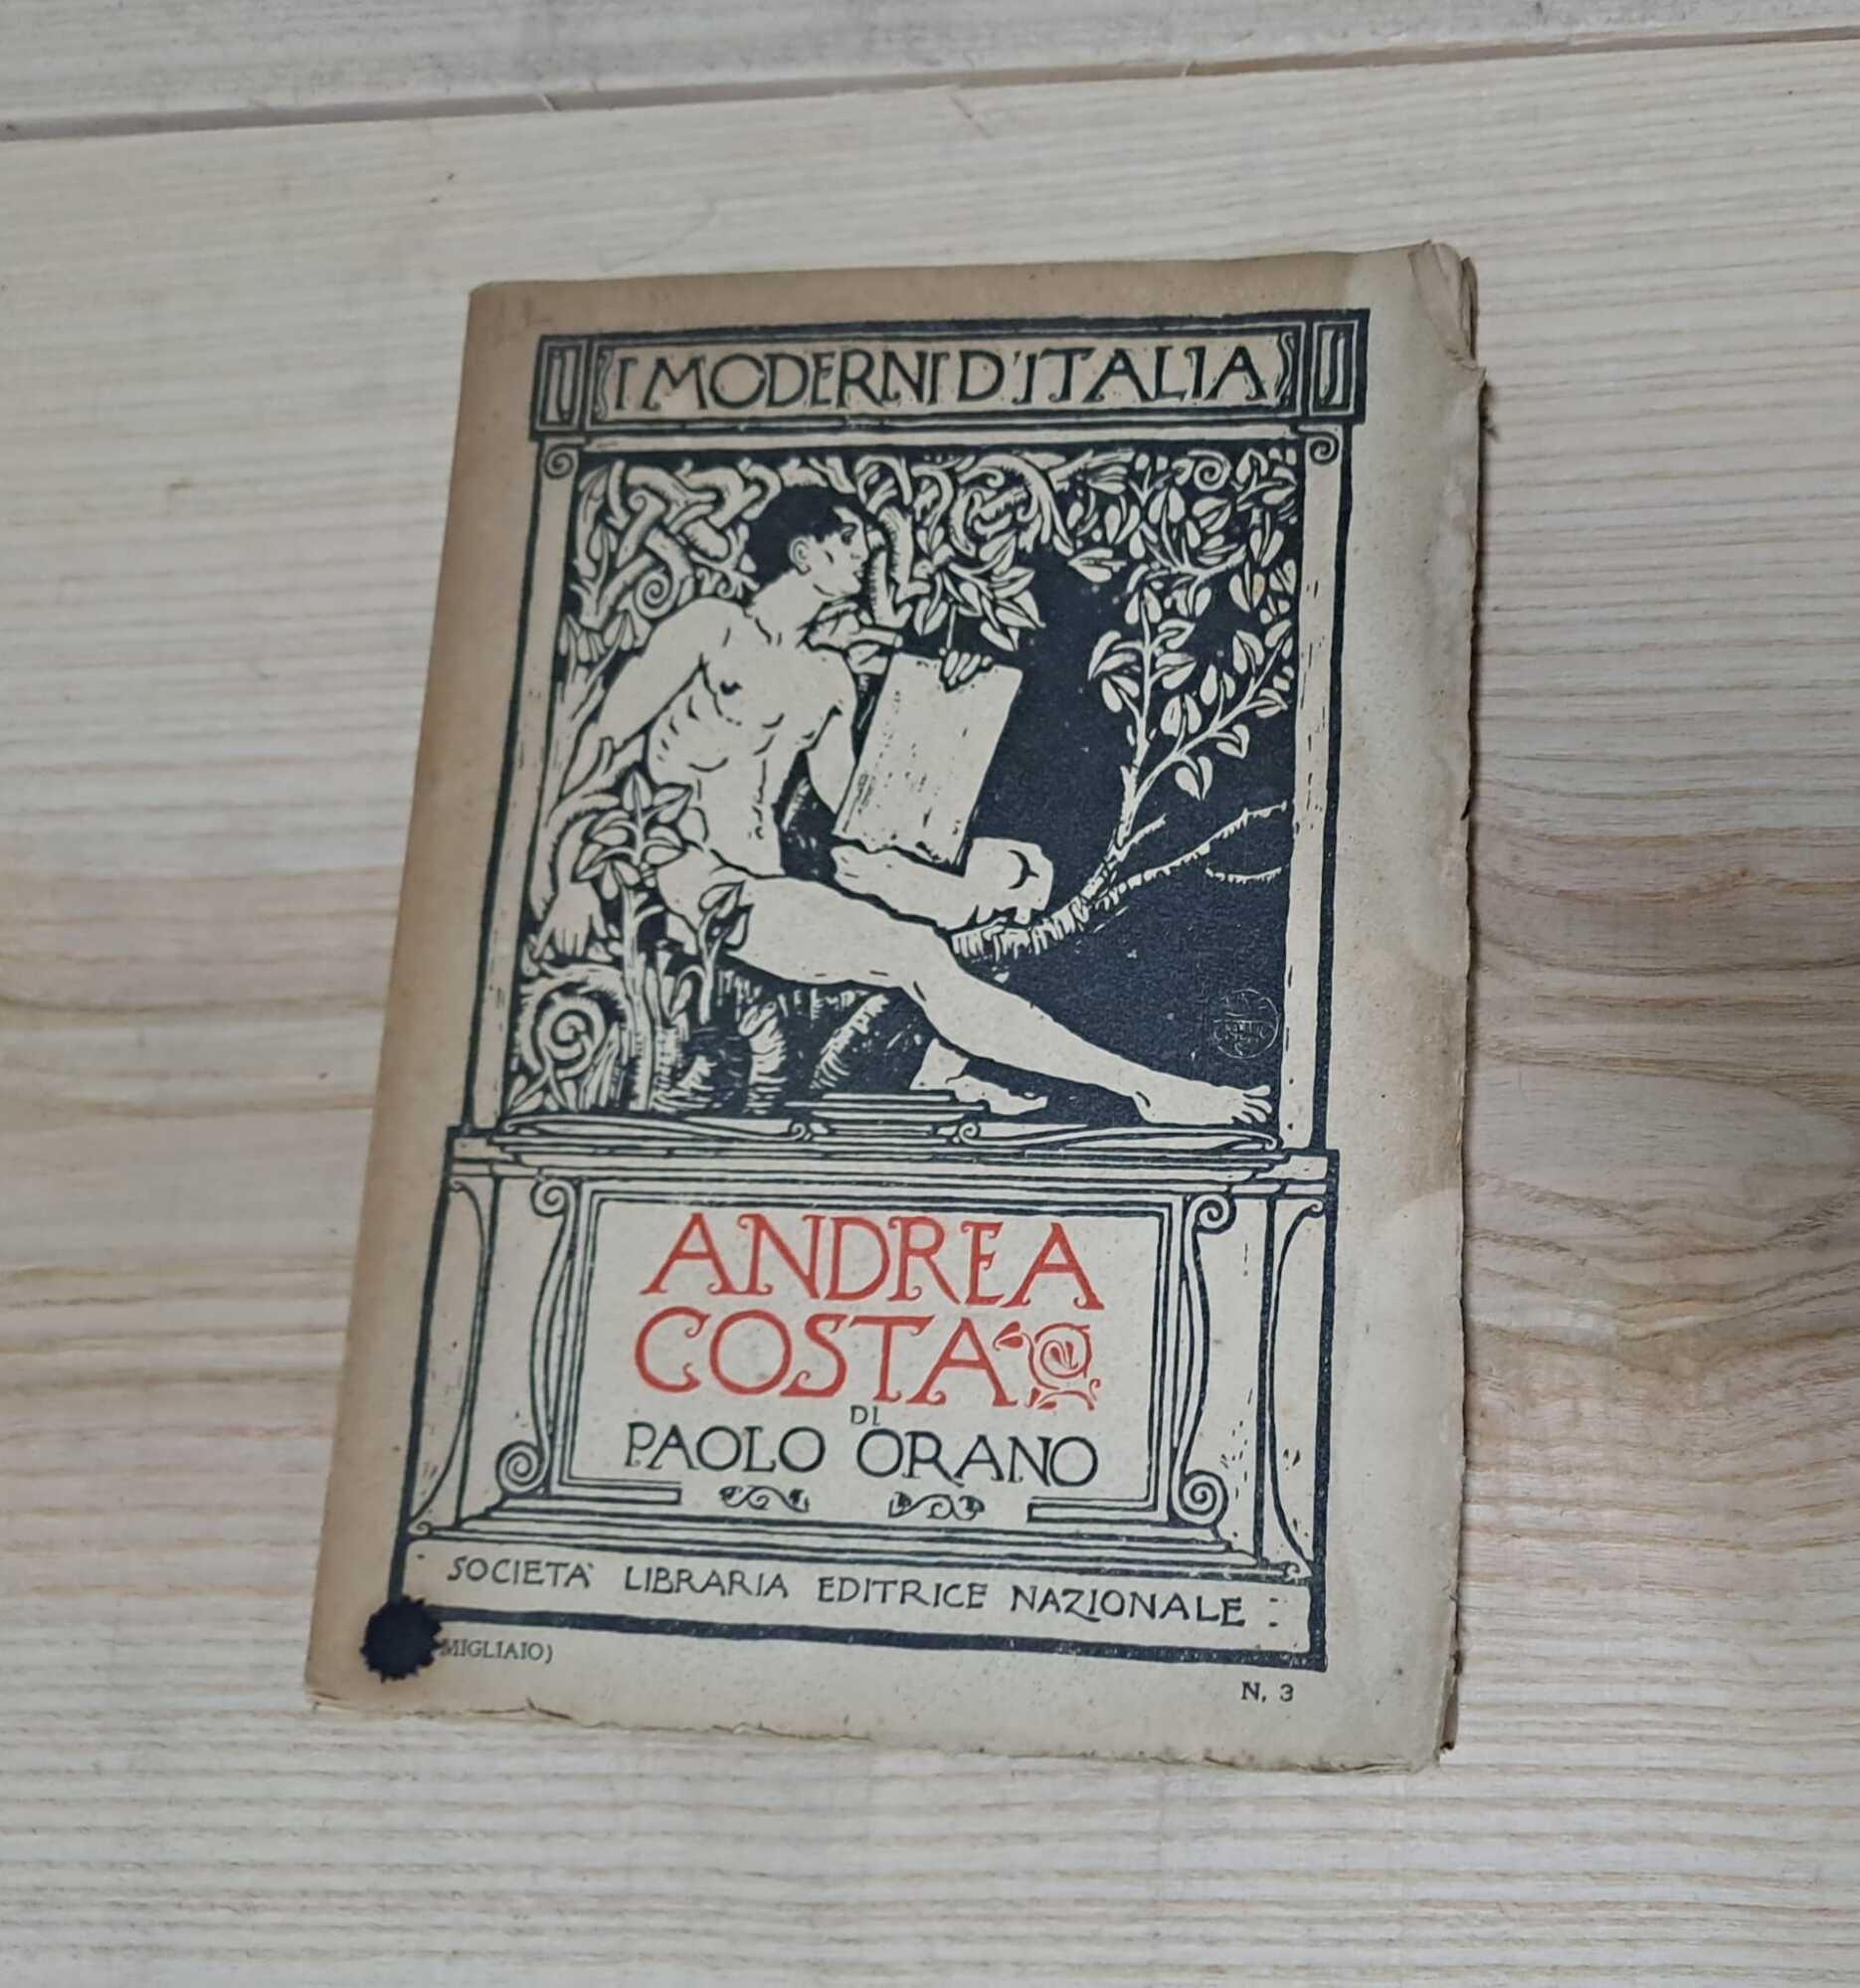 I MODERNI D'ITALIA
ANDREA
COSTA
DI
PAOLO ORANO
SOCIETA' LIBRARIA EDITRICE NAZIONALE
MIGLIAIO)
N. 3